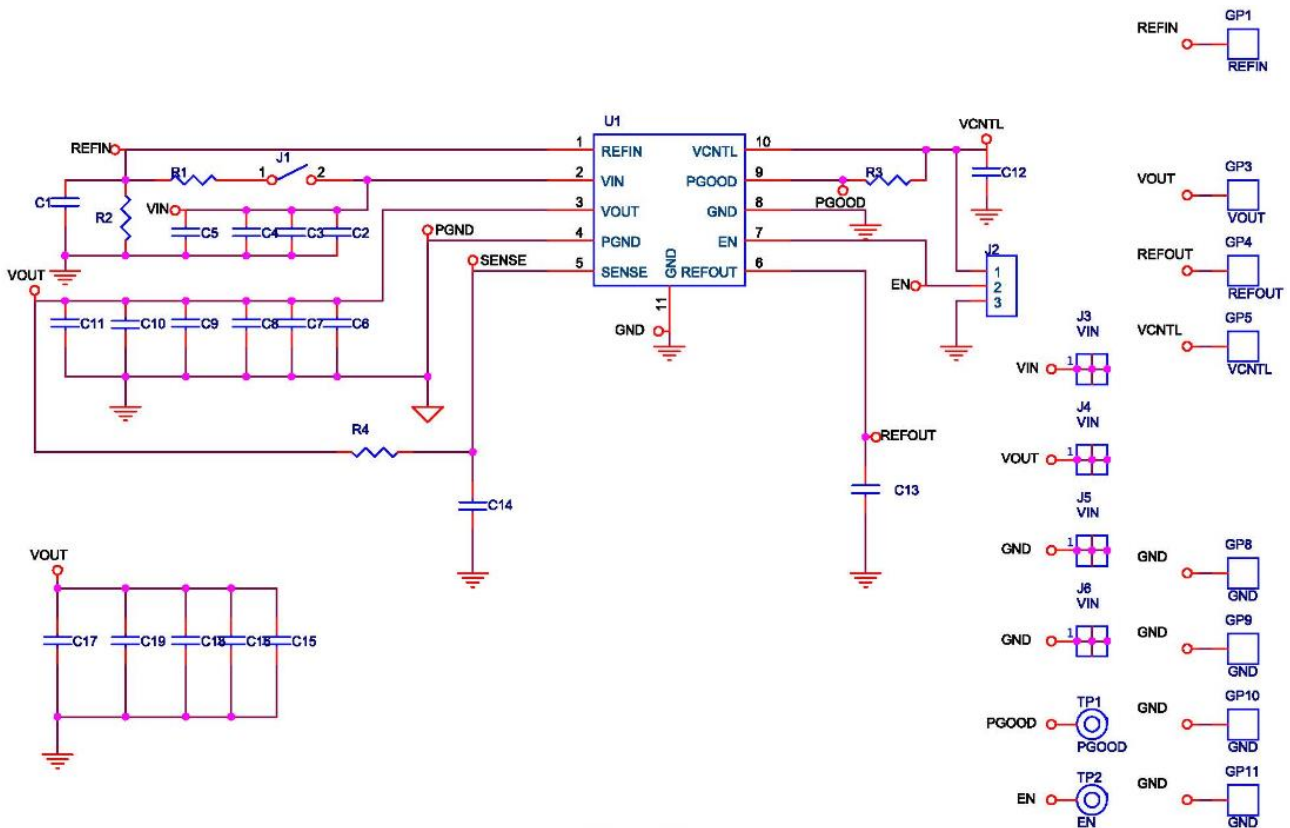 GP1
REFIN
REFIN
U1
VCNTL
REFIN
J1
1 REFIN VCNTL 10
R1 1 2
2 VIN PGOOD 9
R3
C12
C1
R2
VIN
PGOOD
3 VOUT GND 8
C5 C4 C3 C2
PGND
4 PGND EN 7
J2
VOUT
SENSE
5 SENSE GND REFOUT 6
11
EN
1
2
3
C11 C10 C9 C8 C7 C6
GND
R4
REFOUT
C14
C13
VOUT
C17 C19 C18 C16 C15
GP3
VOUT
VOUT
GP4
REFOUT
REFOUT
GP5
VCNTL
VCNTL
J3
VIN
VIN 1
J4
VIN
VOUT 1
J5
VIN
GND 1
J6
VIN
GND 1
TP1
PGOOD
PGOOD
TP2
EN
EN
GP8
GND
GND
GP9
GND
GND
GP10
GND
GND
GP11
GND
GND